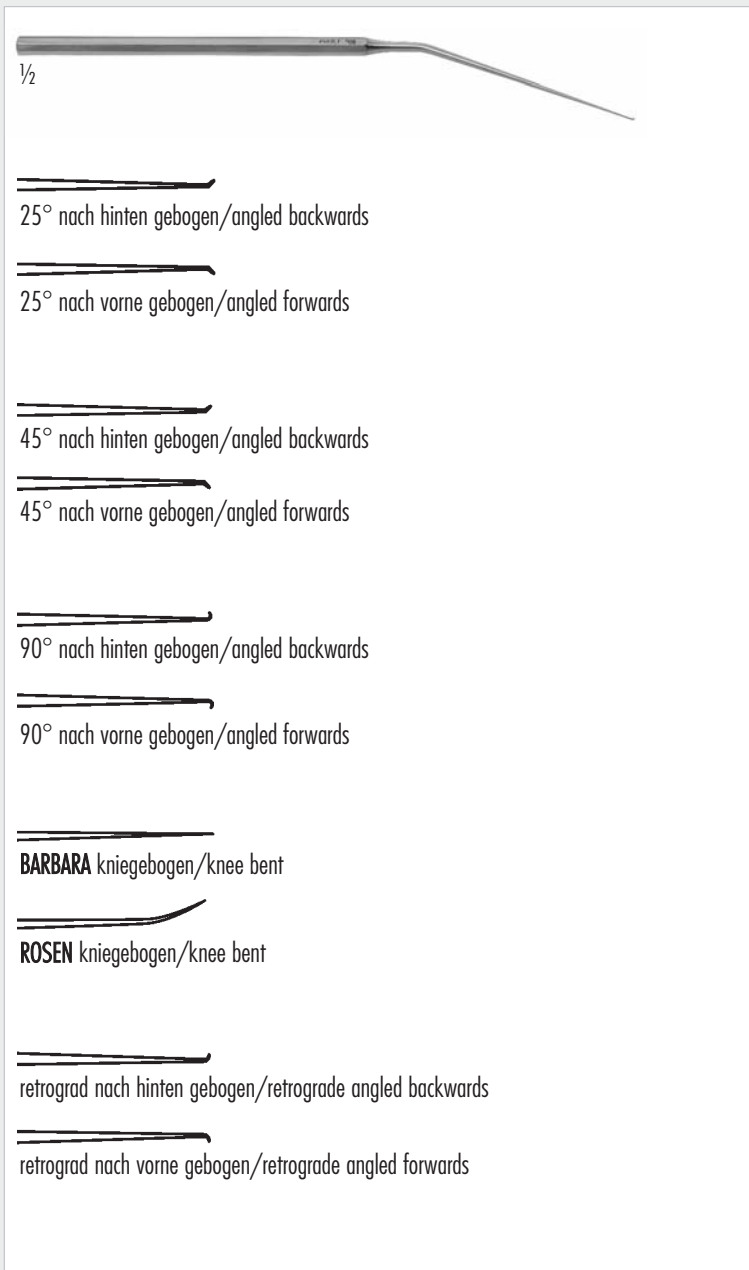 ½
25° nach hinten gebogen/angled backwards
25° nach vorne gebogen/angled forwards
45° nach hinten gebogen/angled backwards
45° nach vorne gebogen/angled forwards
90° nach hinten gebogen/angled backwards
90° nach vorne gebogen/angled forwards
BARBARA kniegebogen/knee bent
ROSEN kniegebogen/knee bent
retrograd nach hinten gebogen/retrograde angled backwards
retrograd nach vorne gebogen/retrograde angled forwards